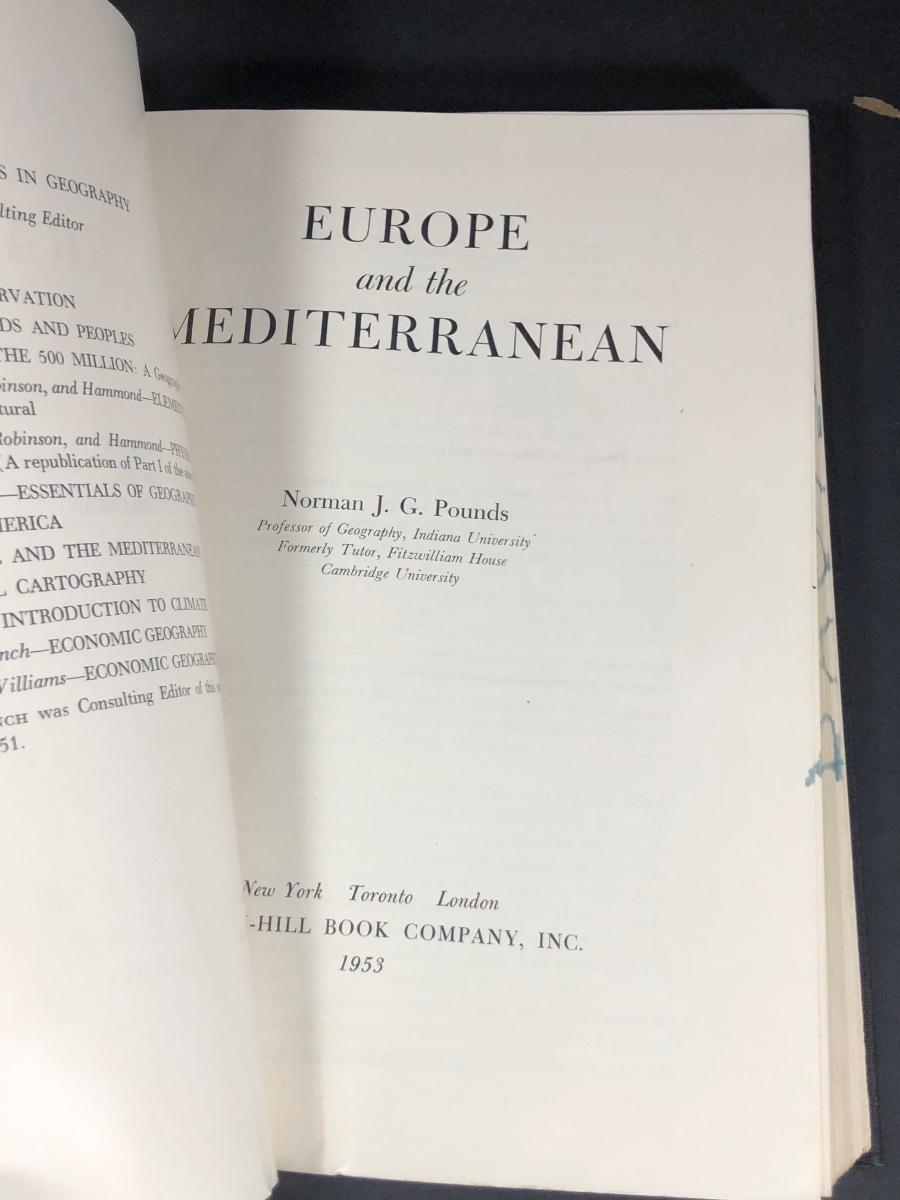 S IN GEOGRAPHY
lting Editor
RVATION
DS AND PEOPLES
THE 500 MILLION: A
inson, and Hammond—
tural
Robinson, and Hammond—
(A republication of Part I of the
—ESSENTIALS OF
MERICA
. AND THE MEDITERRANEAN
L CARTOGRAPHY
INTRODUCTION TO CLIMATE
nch—ECONOMIC GEOGRAPHY
Williams—ECONOMIC
NCH was Consulting Editor of this
51.
EUROPE
and the
MEDITERRANEAN
Norman J. G. Pounds
Professor of Geography, Indiana University
Formerly Tutor, Fitzwilliam House
Cambridge University
New York Toronto London
-HILL BOOK COMPANY, INC.
1953